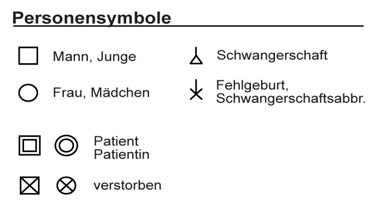 Personensymbole
Mann, Junge
Schwangerschaft
Frau, Mädchen
Fehlgeburt,
Schwangerschaftsabbr.
Patient
Patientin
verstorben